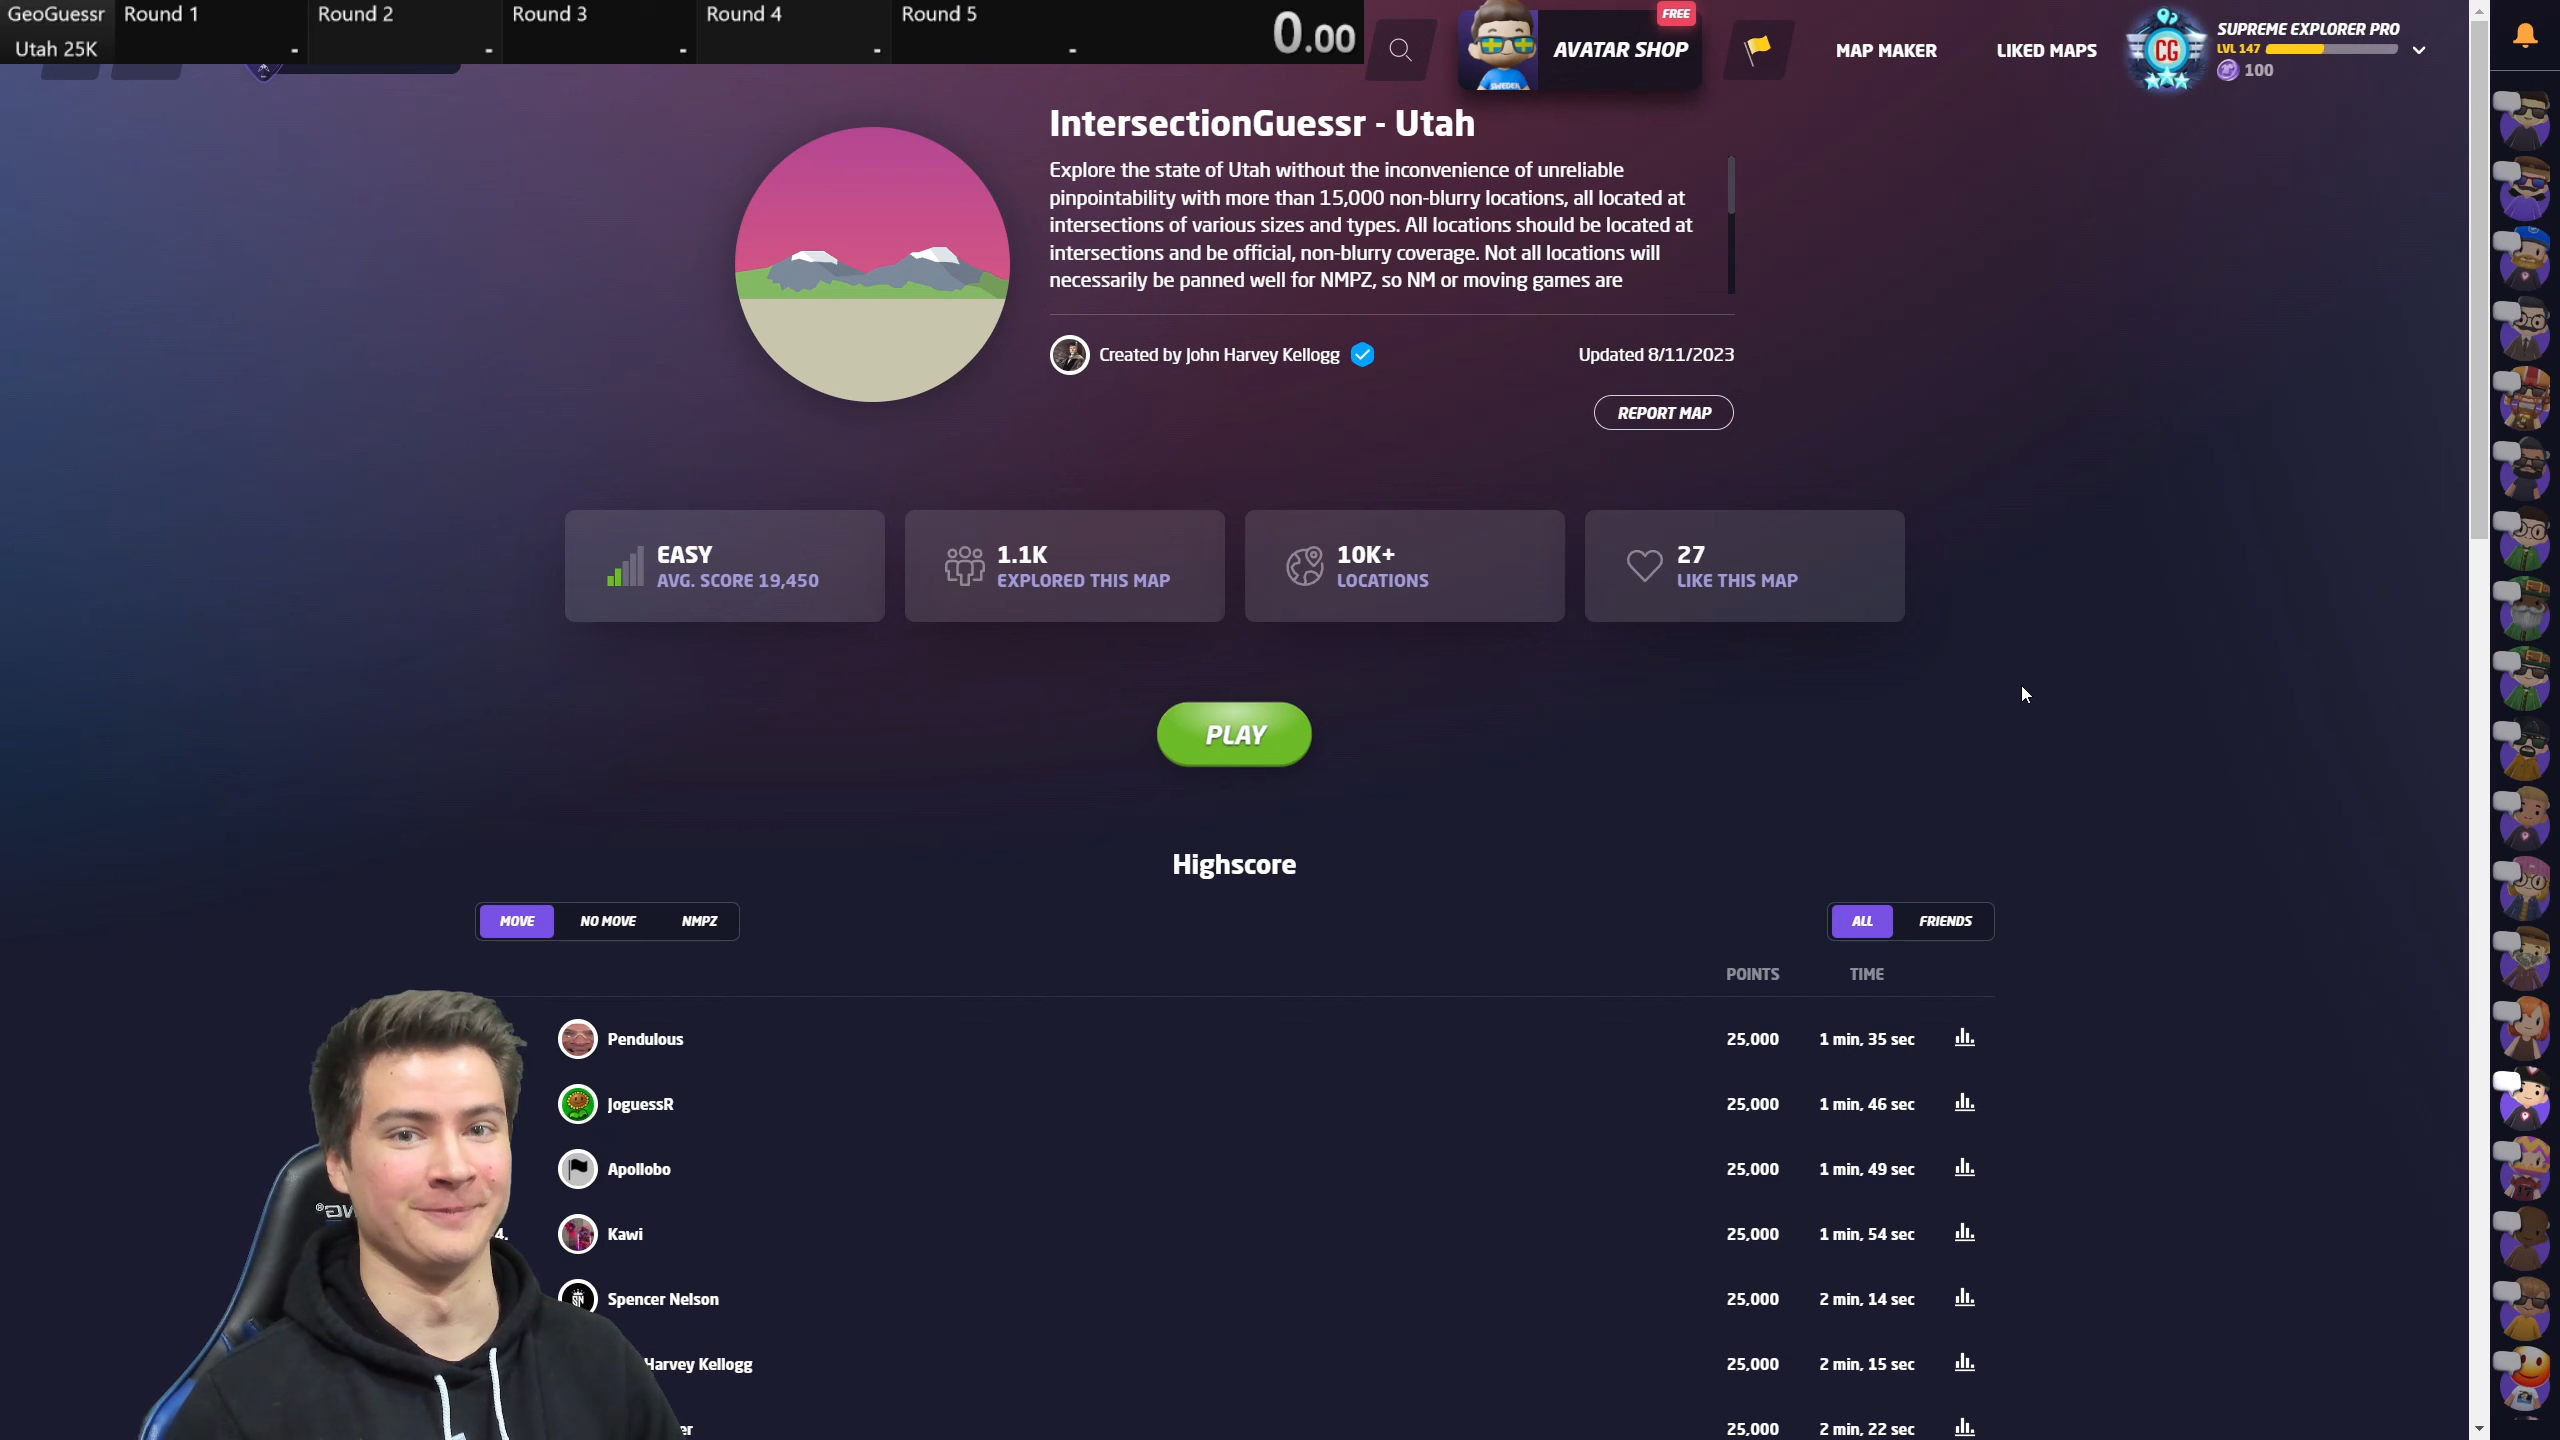 GeoGuessr
Utah 25K
Round 1
-
Round 2
-
Round 3
-
Round 4
-
Round 5
-
0.00
FREE
AVATAR SHOP
MAP MAKER
LIKED MAPS
CG
SUPREME EXPLORER PRO
LVL 147
100
IntersectionGuessr - Utah
Explore the state of Utah without the inconvenience of unreliable
pinpointability with more than 15,000 non-blurry locations, all located at
intersections of various sizes and types. All locations should be located at
intersections and be official, non-blurry coverage. Not all locations will
necessarily be panned well for NMPZ, so NM or moving games are
Created by John Harvey Kellogg
Updated 8/11/2023
REPORT MAP
EASY
AVG. SCORE 19,450
1.1K
EXPLORED THIS MAP
10K+
LOCATIONS
27
LIKE THIS MAP
PLAY
Highscore
MOVE NO MOVE NMPZ
ALL FRIENDS
POINTS TIME
Pendulous 25,000 1 min, 35 sec
JoguessR 25,000 1 min, 46 sec
Apollobo 25,000 1 min, 49 sec
4. Kawi 25,000 1 min, 54 sec
SN Spencer Nelson 25,000 2 min, 14 sec
Harvey Kellogg 25,000 2 min, 15 sec
er 25,000 2 min, 22 sec